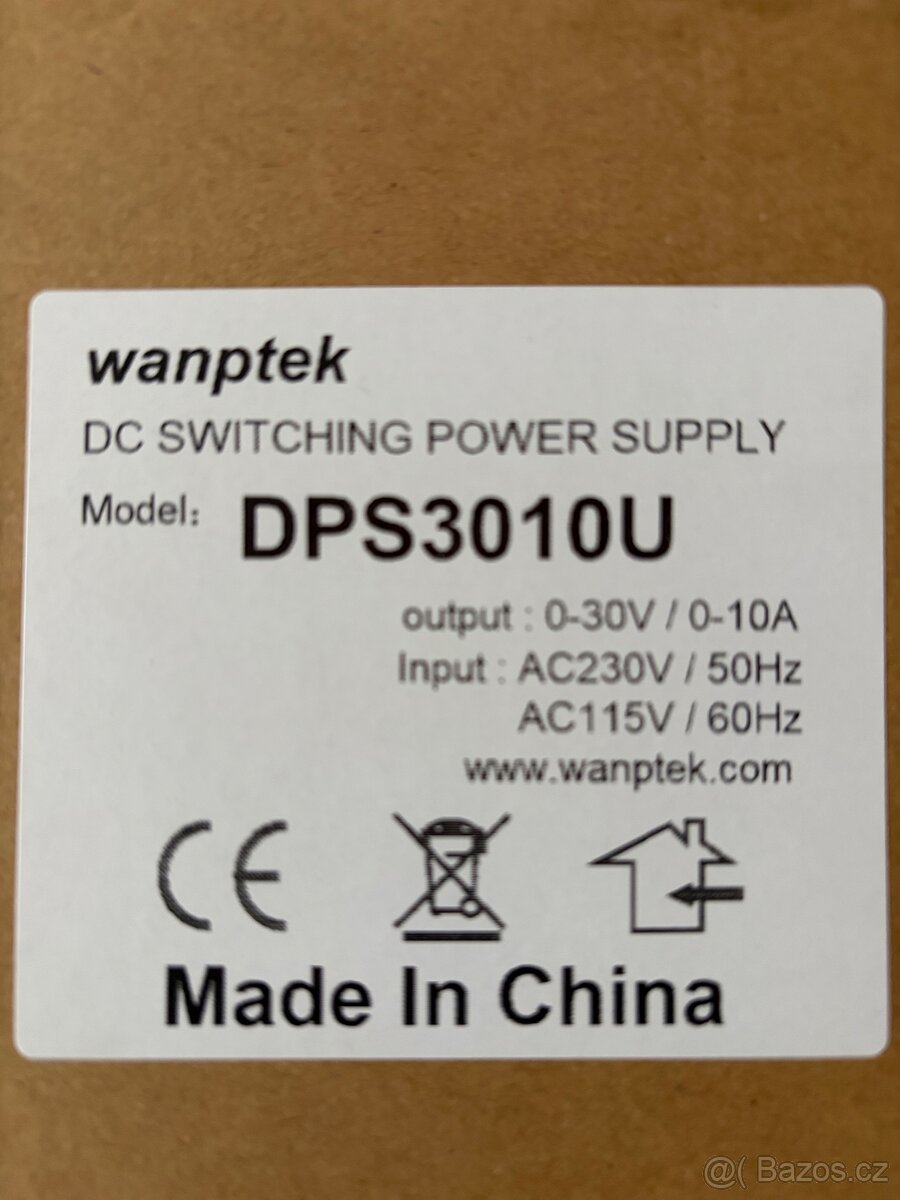 wanptek
DC SWITCHING POWER SUPPLY
Model: DPS3010U
output : 0-30V / 0-10A
Input : AC230V / 50Hz
AC115V / 60Hz
www.wanptek.com
CE
Made In China
@( Bazos.cz